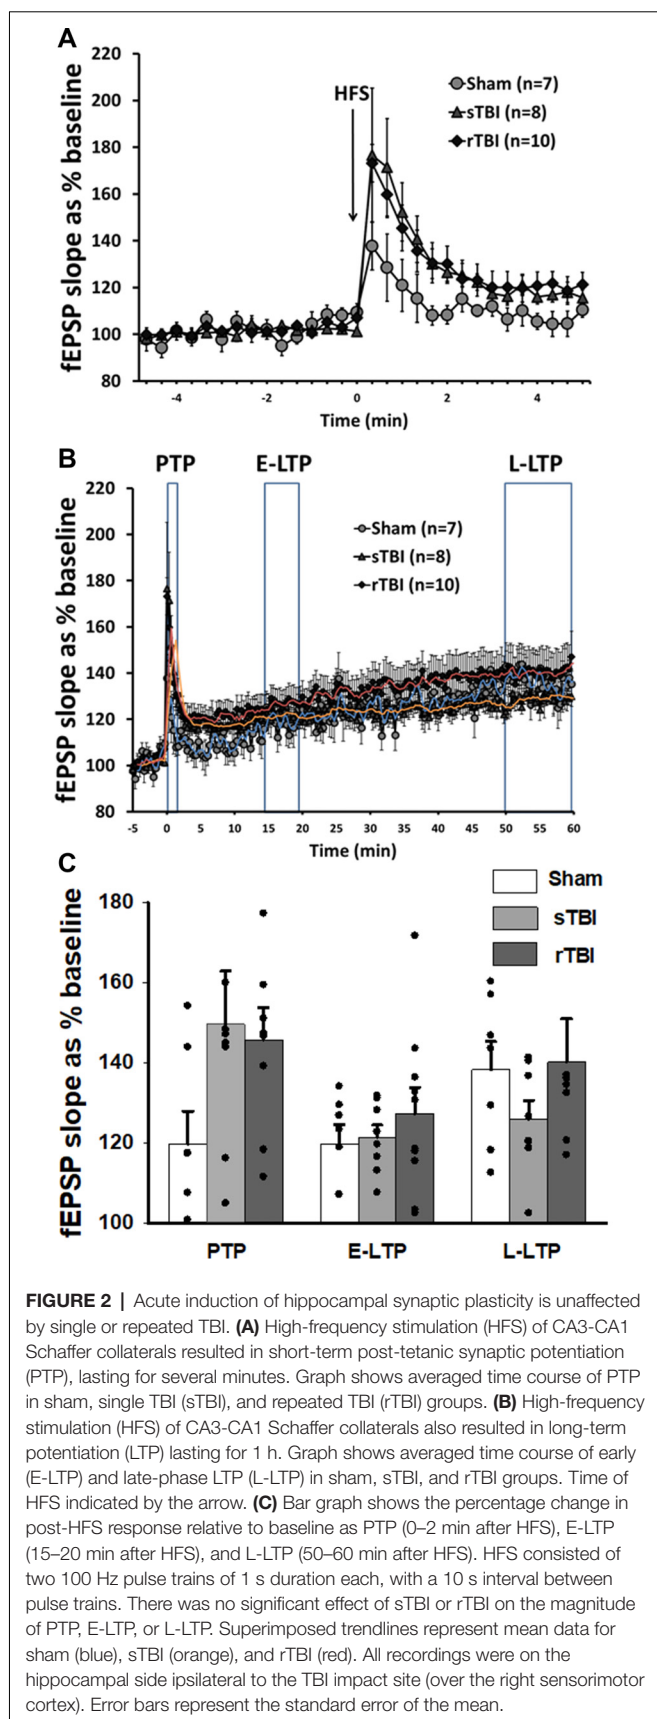 A
fEPSP slope as % baseline
220
200
180
160
140
120
100
80
HFS
Sham (n=7)
sTBI (n=8)
rTBI (n=10)
-4 -2 0 2 4
Time (min)
B
PTP E-LTP L-LTP
fEPSP slope as % baseline
220
200
180
160
140
120
100
80
Sham (n=7)
sTBI (n=8)
rTBI (n=10)
-5 0 5 10 15 20 25 30 35 40 45 50 55 60
Time (min)
C
fEPSP slope as % baseline
180
160
140
120
100
Sham
sTBI
rTBI
PTP E-LTP L-LTP
FIGURE 2 | Acute induction of hippocampal synaptic plasticity is unaffected
by single or repeated TBI. (A) High-frequency stimulation (HFS) of CA3-CA1
Schaffer collaterals resulted in short-term post-tetanic synaptic potentiation
(PTP), lasting for several minutes. Graph shows averaged time course of PTP
in sham, single TBI (sTBI), and repeated TBI (rTBI) groups. (B) High-frequency
stimulation (HFS) of CA3-CA1 Schaffer collaterals also resulted in long-term
potentiation (LTP) lasting for 1 h. Graph shows averaged time course of early
(E-LTP) and late-phase LTP (L-LTP) in sham, sTBI, and rTBI groups. Time of
HFS indicated by the arrow. (C) Bar graph shows the percentage change in
post-HFS response relative to baseline as PTP (0–2 min after HFS), E-LTP
(15–20 min after HFS), and L-LTP (50–60 min after HFS). HFS consisted of
two 100 Hz pulse trains of 1 s duration each, with a 10 s interval between
pulse trains. There was no significant effect of sTBI or rTBI on the magnitude
of PTP, E-LTP, or L-LTP. Superimposed trendlines represent mean data for
sham (blue), sTBI (orange), and rTBI (red). All recordings were on the
hippocampal side ipsilateral to the TBI impact site (over the right sensorimotor
cortex). Error bars represent the standard error of the mean.